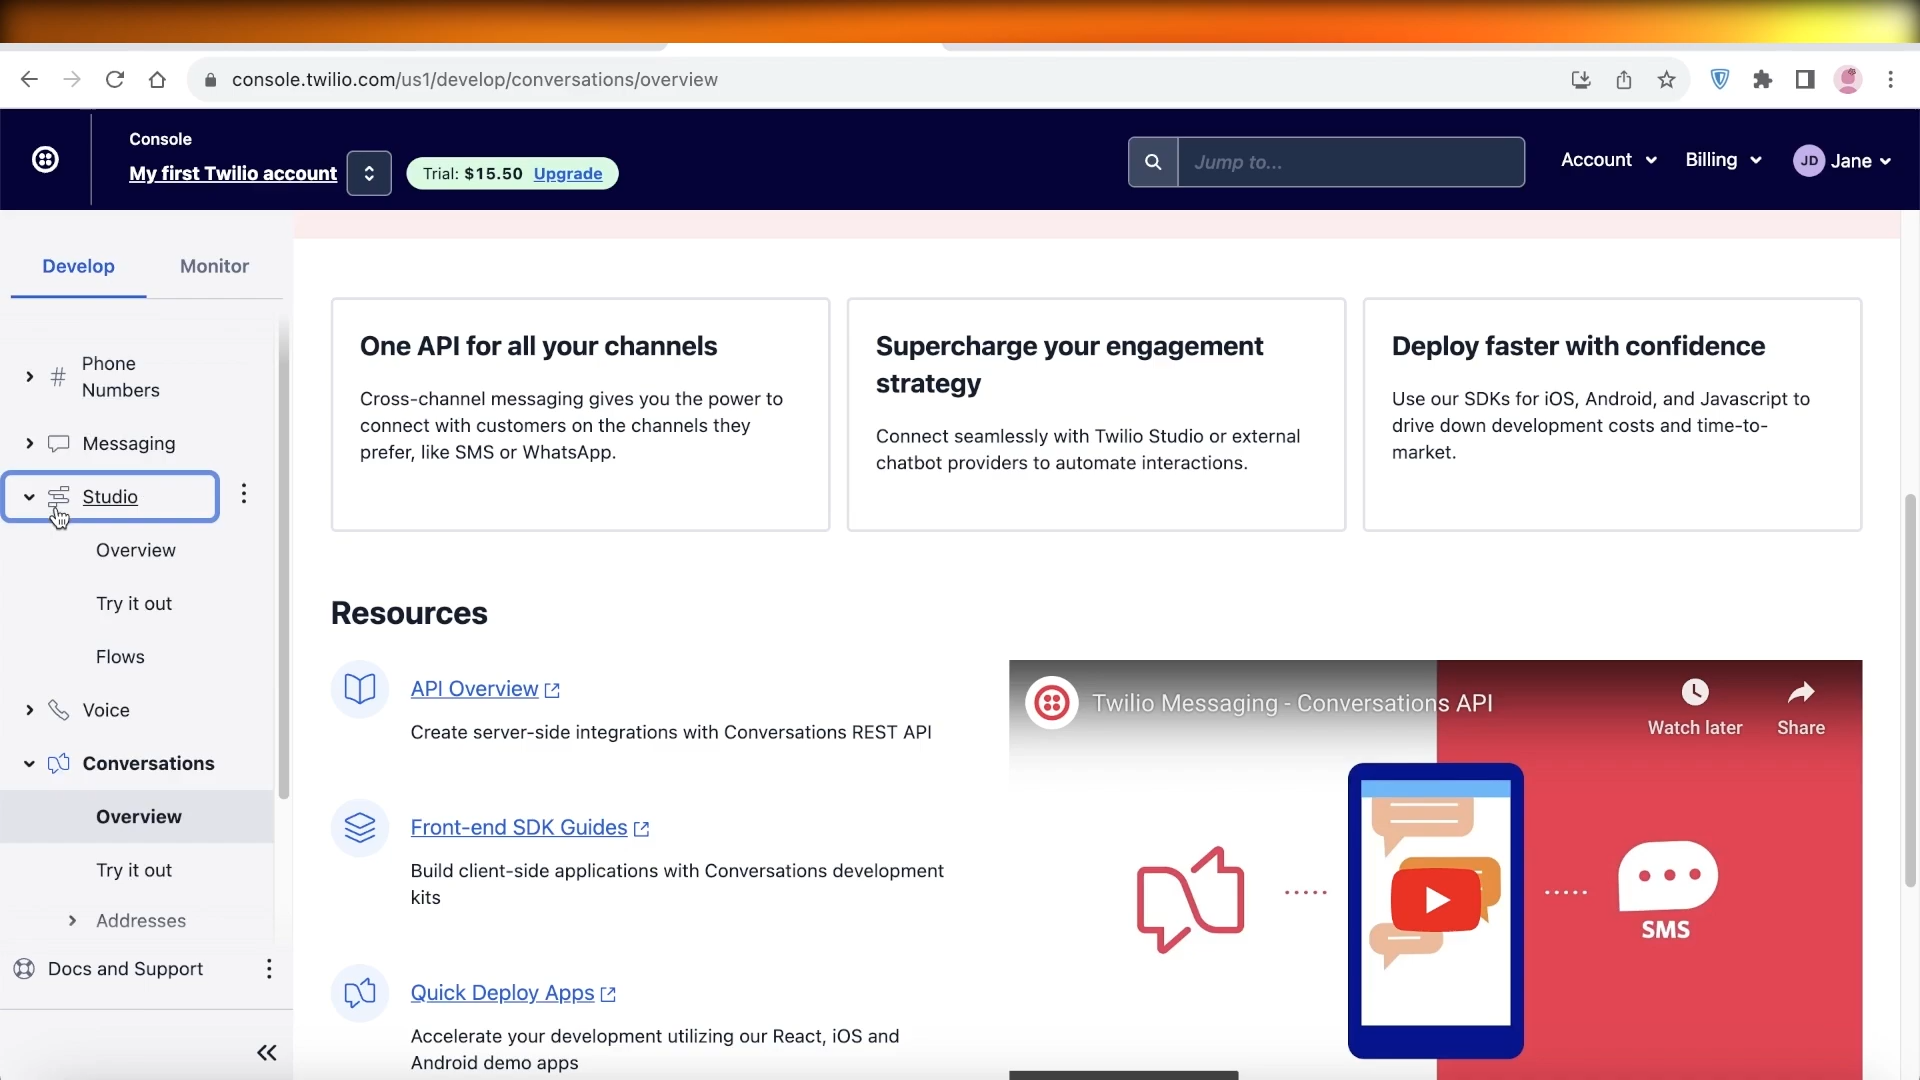 console.twilio.com/us1/develop/conversations/overview
Console
My first Twilio account
Trial: $15.50 Upgrade
Jump to...
Account
Billing
JD Jane
Develop
Monitor
Phone
Numbers
Messaging
Studio
Overview
Try it out
Flows
Voice
Conversations
Overview
Try it out
Addresses
Docs and Support
One API for all your channels
Cross-channel messaging gives you the power to
connect with customers on the channels they
prefer, like SMS or WhatsApp.
Supercharge your engagement
strategy
Connect seamlessly with Twilio Studio or external
chatbot providers to automate interactions.
Deploy faster with confidence
Use our SDKs for iOS, Android, and Javascript to
drive down development costs and time-to-
market.
Resources
API Overview
Create server-side integrations with Conversations REST API
Front-end SDK Guides
Build client-side applications with Conversations development
kits
Quick Deploy Apps
Accelerate your development utilizing our React, iOS and
Android demo apps
Twilio Messaging - Conversations API
Watch later
Share
SMS